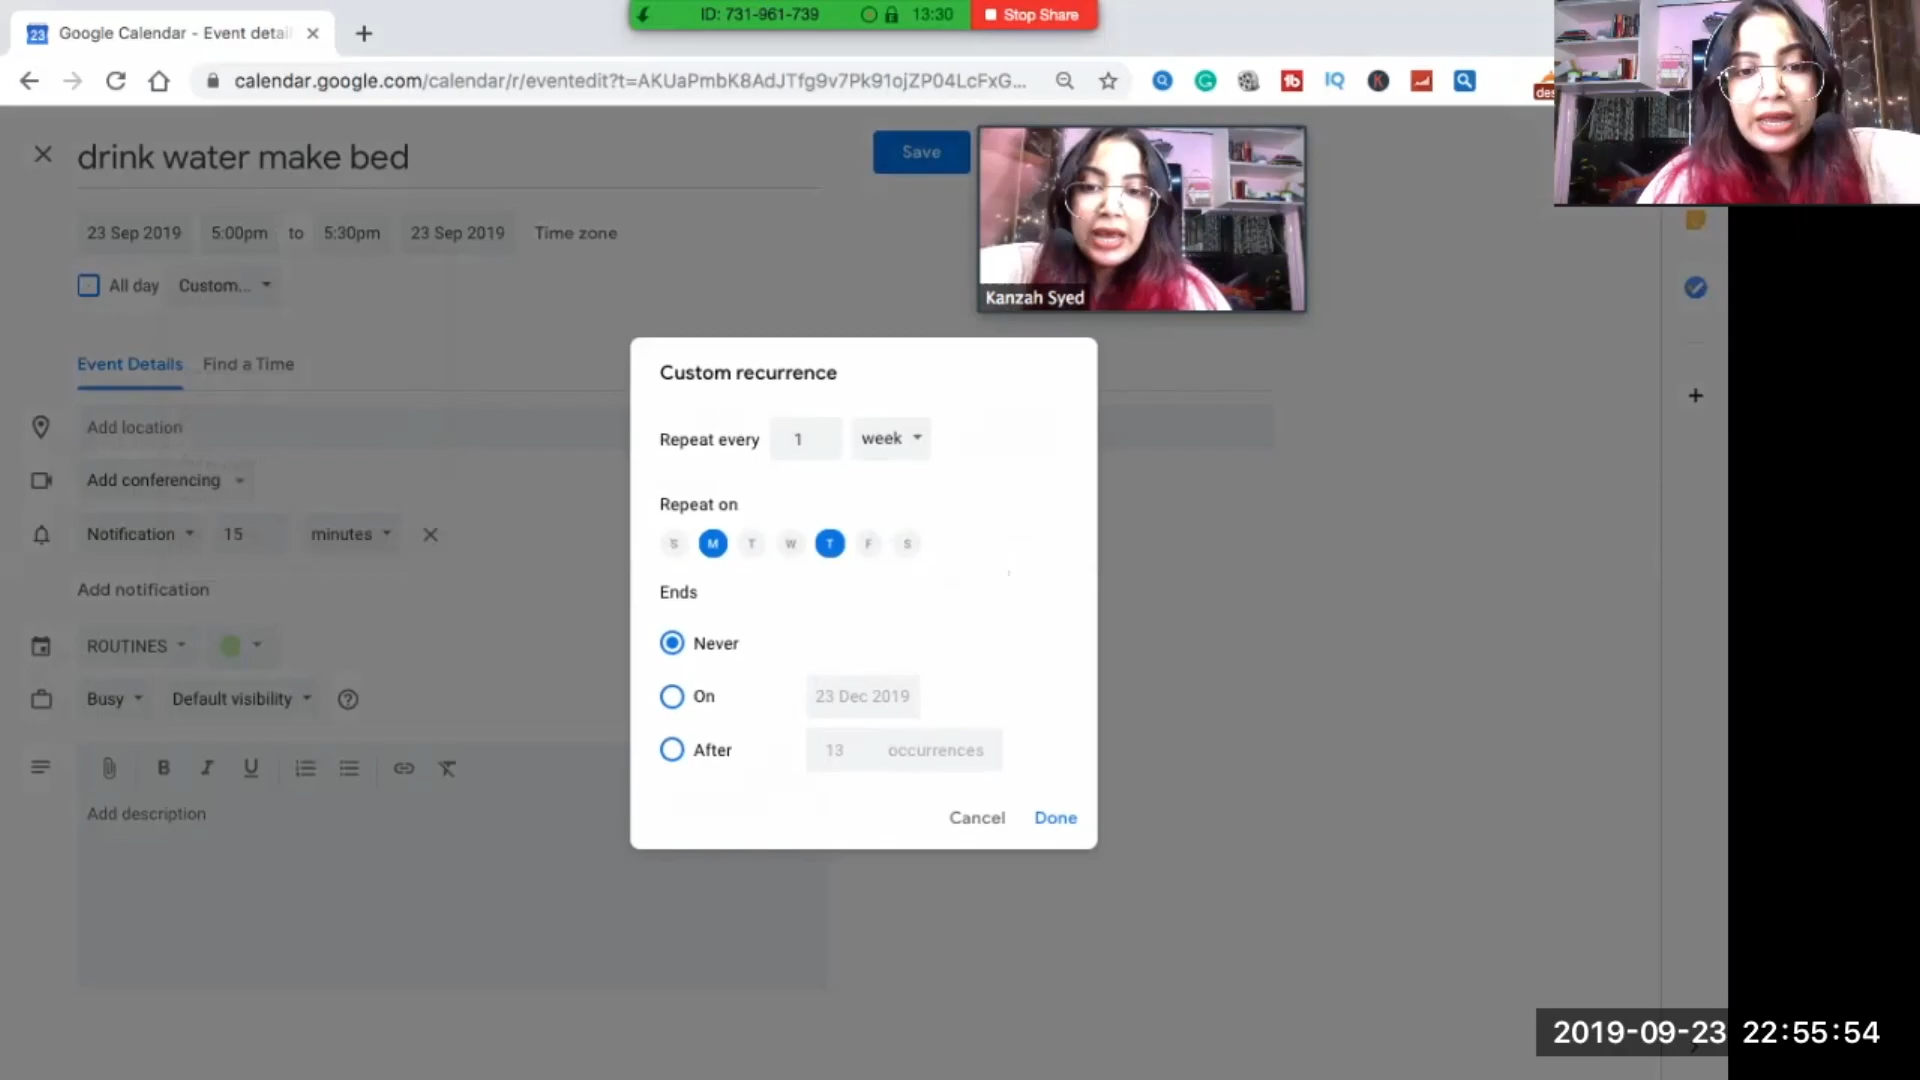 23 Google Calendar - Event detail
ID: 731-961-739 13:30 Stop Share
calendar.google.com/calendar/r/eventedit?t=AKUaPmbK8AdJTfg9v7Pk91ojZP04LcFxG...
drink water make bed
Save
23 Sep 2019 5:00pm to 5:30pm 23 Sep 2019 Time zone
All day Custom...
Kanzah Syed
Event Details Find a Time
Add location
Add conferencing
Notification 15 minutes
Add notification
ROUTINES
Busy Default visibility
B I U
Add description
Custom recurrence
Repeat every 1 week
Repeat on
S M T W T F S
Ends
Never
On 23 Dec 2019
After 13 occurrences
Cancel Done
2019-09-23 22:55:54